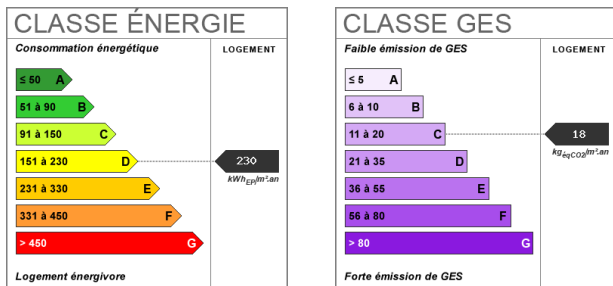 CLASSE ÉNERGIE
Consommation énergétique
LOGEMENT
≤ 50 A
51 à 90 B
91 à 150 C
151 à 230 D
230
kWhEP/m².an
231 à 330 E
331 à 450 F
> 450 G
Logement énergivore
CLASSE GES
Faible émission de GES
LOGEMENT
≤ 5 A
6 à 10 B
11 à 20 C
18
kgéqCO2/m².an
21 à 35 D
36 à 55 E
56 à 80 F
> 80 G
Forte émission de GES